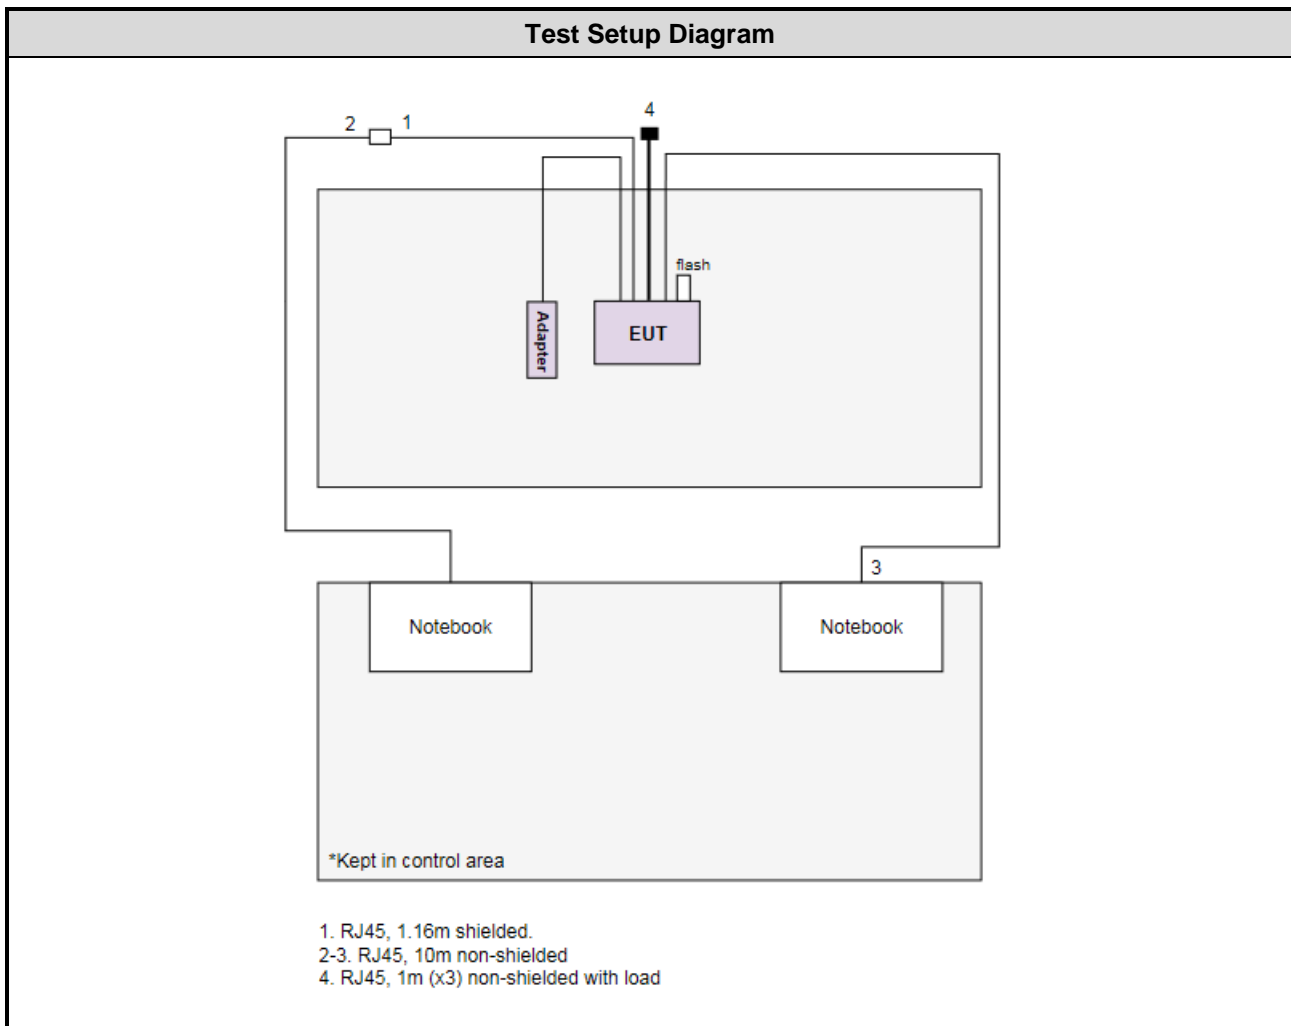 Test Setup Diagram
4
2
1
flash
Adapter
EUT
3
Notebook
Notebook
*Kept in control area
1. RJ45, 1.16m shielded.
2-3. RJ45, 10m non-shielded
4. RJ45, 1m (x3) non-shielded with load